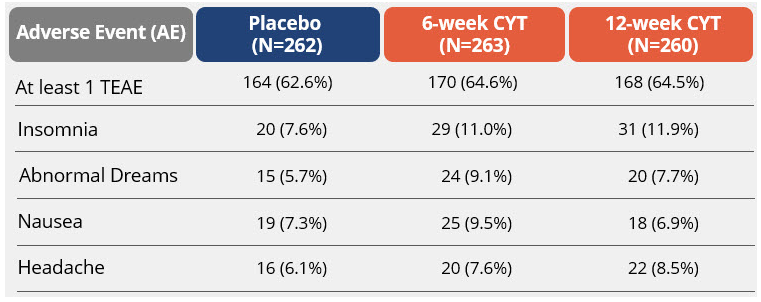 Adverse Event (AE) Placebo (N=262) 6-week CYT (N=263) 12-week CYT (N=260)
At least 1 TEAE 164 (62.6%) 170 (64.6%) 168 (64.5%)
Insomnia 20 (7.6%) 29 (11.0%) 31 (11.9%)
Abnormal Dreams 15 (5.7%) 24 (9.1%) 20 (7.7%)
Nausea 19 (7.3%) 25 (9.5%) 18 (6.9%)
Headache 16 (6.1%) 20 (7.6%) 22 (8.5%)